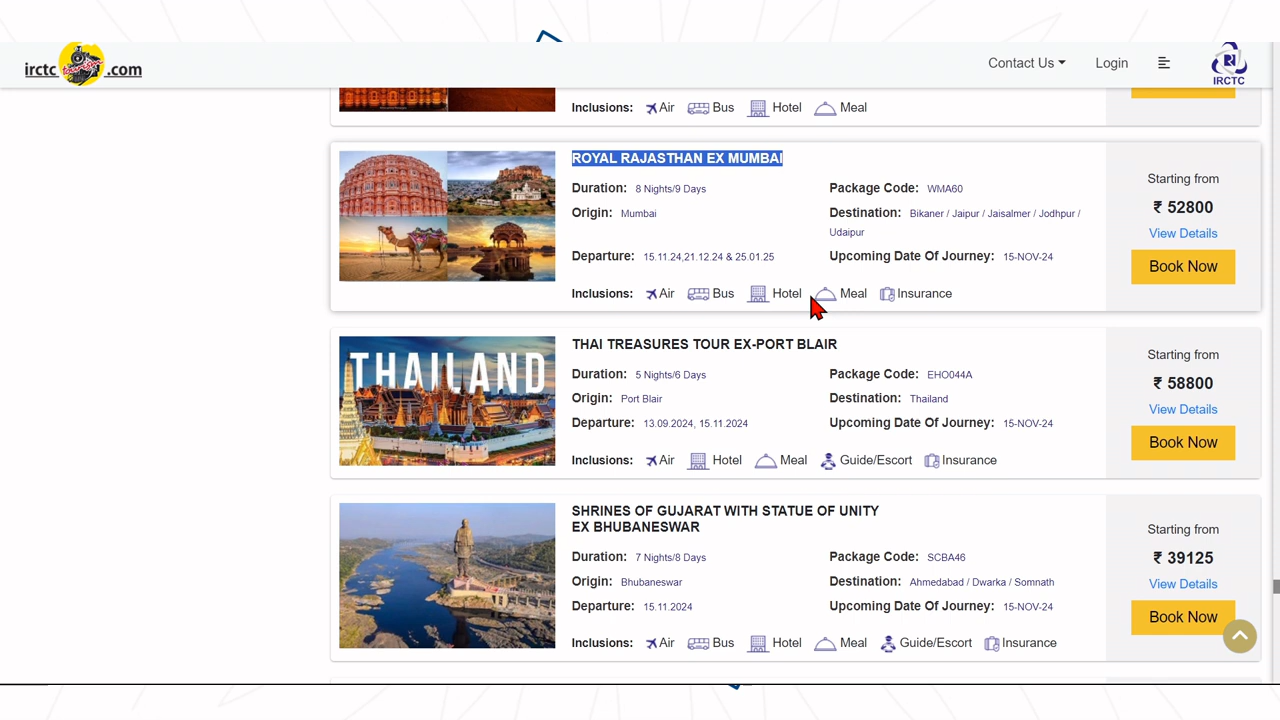 irctc tourism .com
Contact Us
Login
IRCTC
Inclusions: Air Bus Hotel Meal
ROYAL RAJASTHAN EX MUMBAI
Duration: 8 Nights/9 Days
Package Code: WMA60
Origin: Mumbai
Destination: Bikaner / Jaipur / Jaisalmer / Jodhpur /
Udaipur
Departure: 15.11.24,21.12.24 & 25.01.25
Upcoming Date Of Journey: 15-NOV-24
Inclusions: Air Bus Hotel Meal Insurance
Starting from
₹ 52800
View Details
Book Now
THAILAND
THAI TREASURES TOUR EX-PORT BLAIR
Duration: 5 Nights/6 Days
Package Code: EHO044A
Origin: Port Blair
Destination: Thailand
Departure: 13.09.2024, 15.11.2024
Upcoming Date Of Journey: 15-NOV-24
Inclusions: Air Hotel Meal Guide/Escort Insurance
Starting from
₹ 58800
View Details
Book Now
SHRINES OF GUJARAT WITH STATUE OF UNITY
EX BHUBANESWAR
Duration: 7 Nights/8 Days
Package Code: SCBA46
Origin: Bhubaneswar
Destination: Ahmedabad / Dwarka / Somnath
Departure: 15.11.2024
Upcoming Date Of Journey: 15-NOV-24
Inclusions: Air Bus Hotel Meal Guide/Escort Insurance
Starting from
₹ 39125
View Details
Book Now